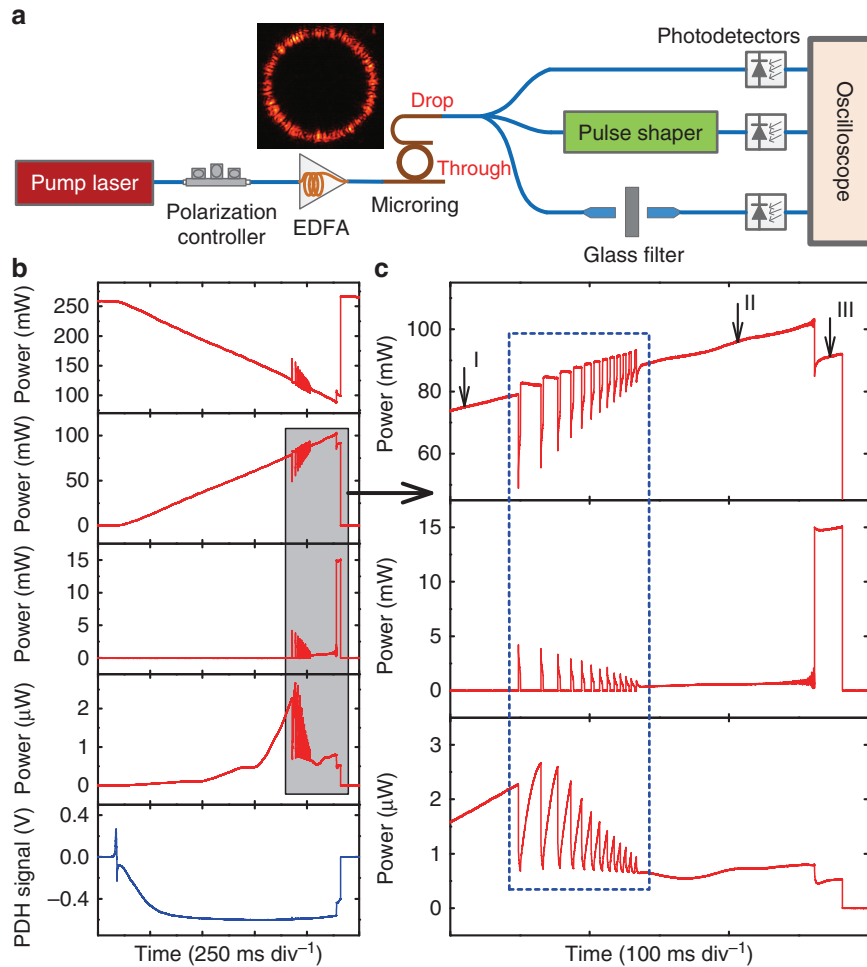 a
Photodetectors
Drop
Oscilloscope
Pulse shaper
Pump laser
Through
Polarization
controller
EDFA
Microring
Glass filter
b
Power (mW)
250
200
150
100
Power (mW)
100
50
0
Power (mW)
15
10
5
0
Power (μW)
2
1
0
PDH signal (V)
0.4
0.0
−0.4
Time (250 ms div−1)
c
Power (mW)
100
80
60
I
II
III
Power (mW)
15
10
5
0
Power (μW)
3
2
1
0
Time (100 ms div−1)